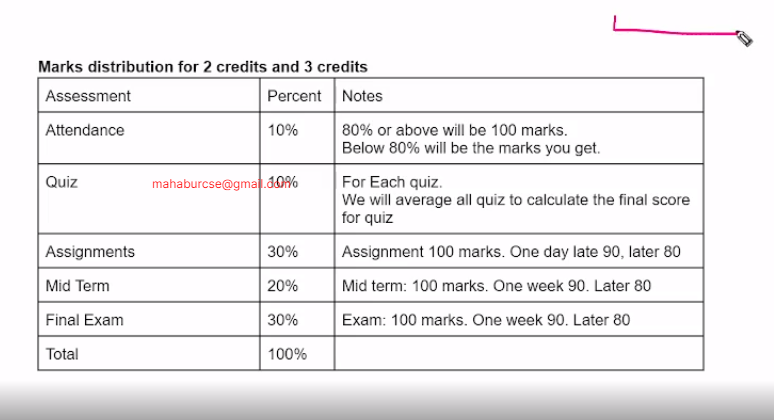 Marks distribution for 2 credits and 3 credits
Assessment Percent Notes
Attendance 10% 80% or above will be 100 marks.
Below 80% will be the marks you get.
Quiz mahaburcse@gmail.com 10% For Each quiz.
We will average all quiz to calculate the final score
for quiz
Assignments 30% Assignment 100 marks. One day late 90, later 80
Mid Term 20% Mid term: 100 marks. One week 90. Later 80
Final Exam 30% Exam: 100 marks. One week 90. Later 80
Total 100%